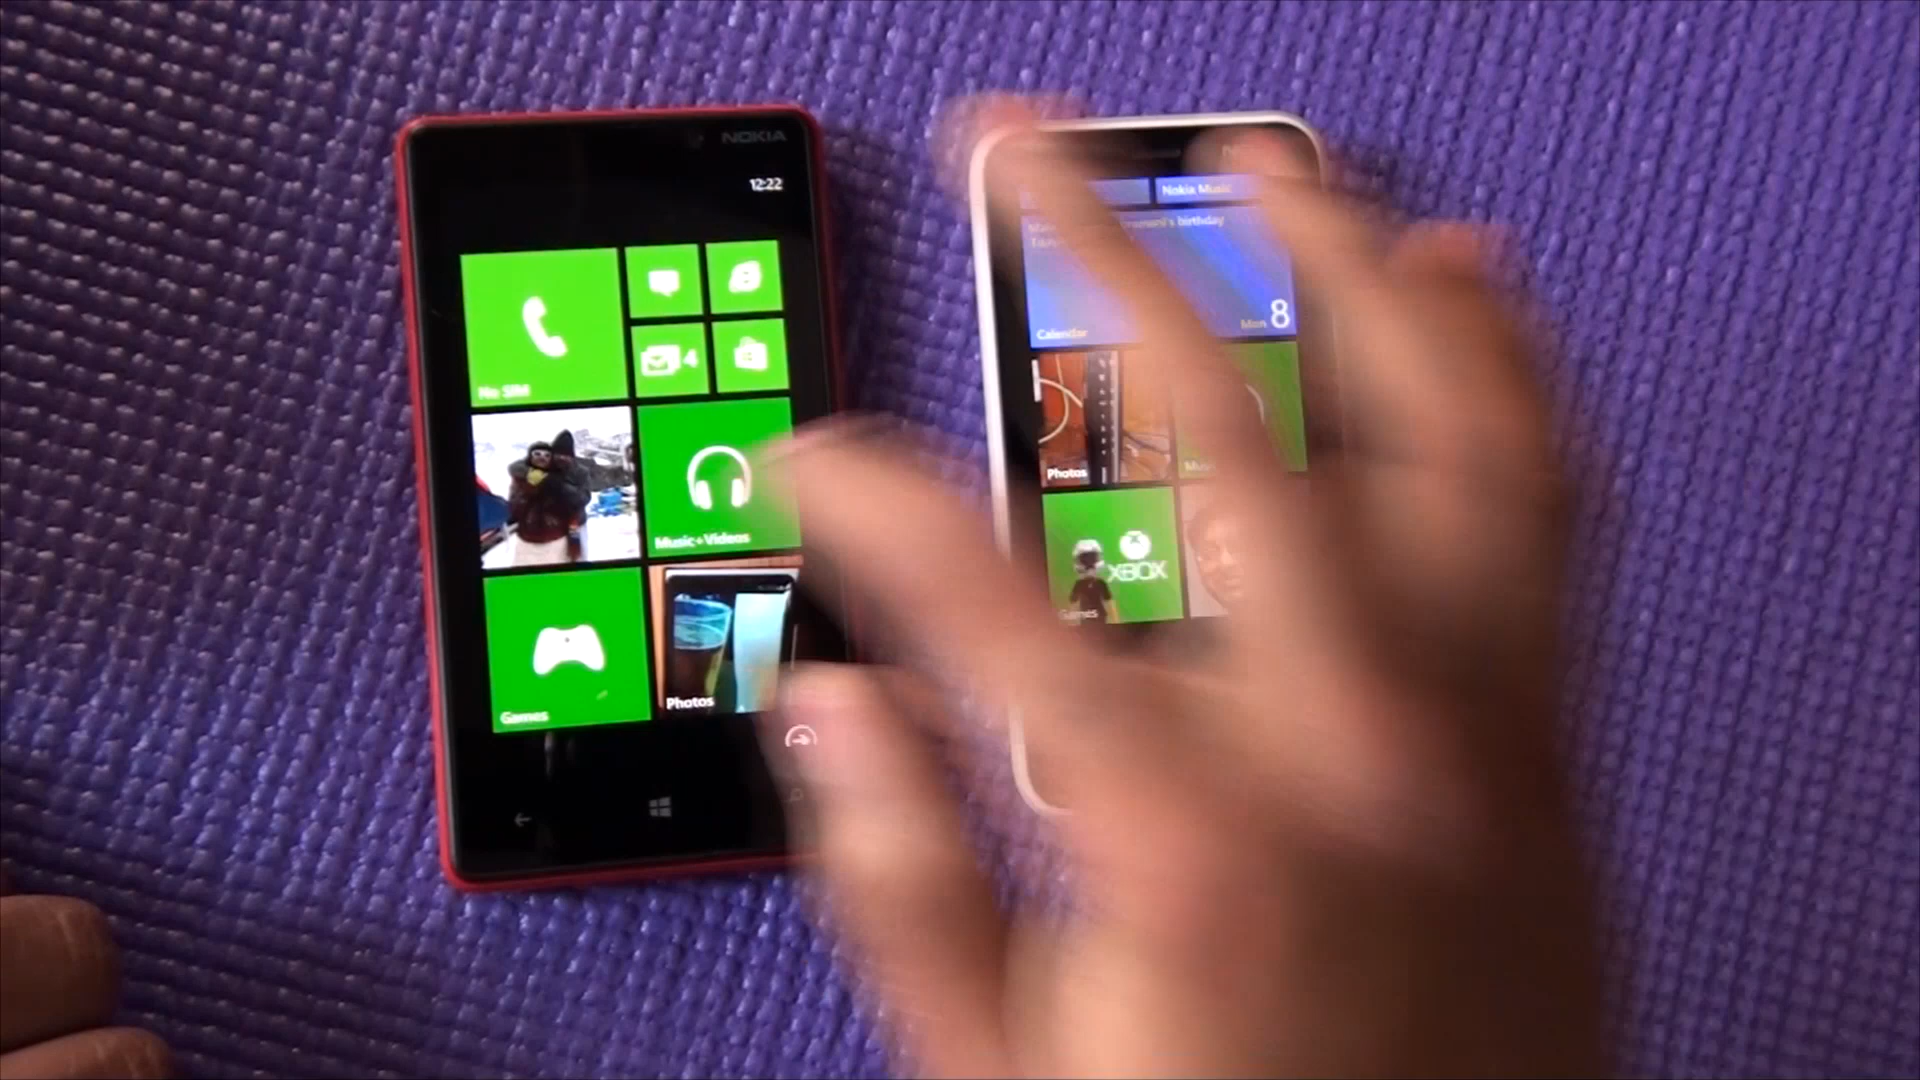 NOKIA
12:22
No SIM
4
Music+Videos
Games
Photos
Nokia Music
birthday
Calendar
Mon 8
Photos
XBOX
Games